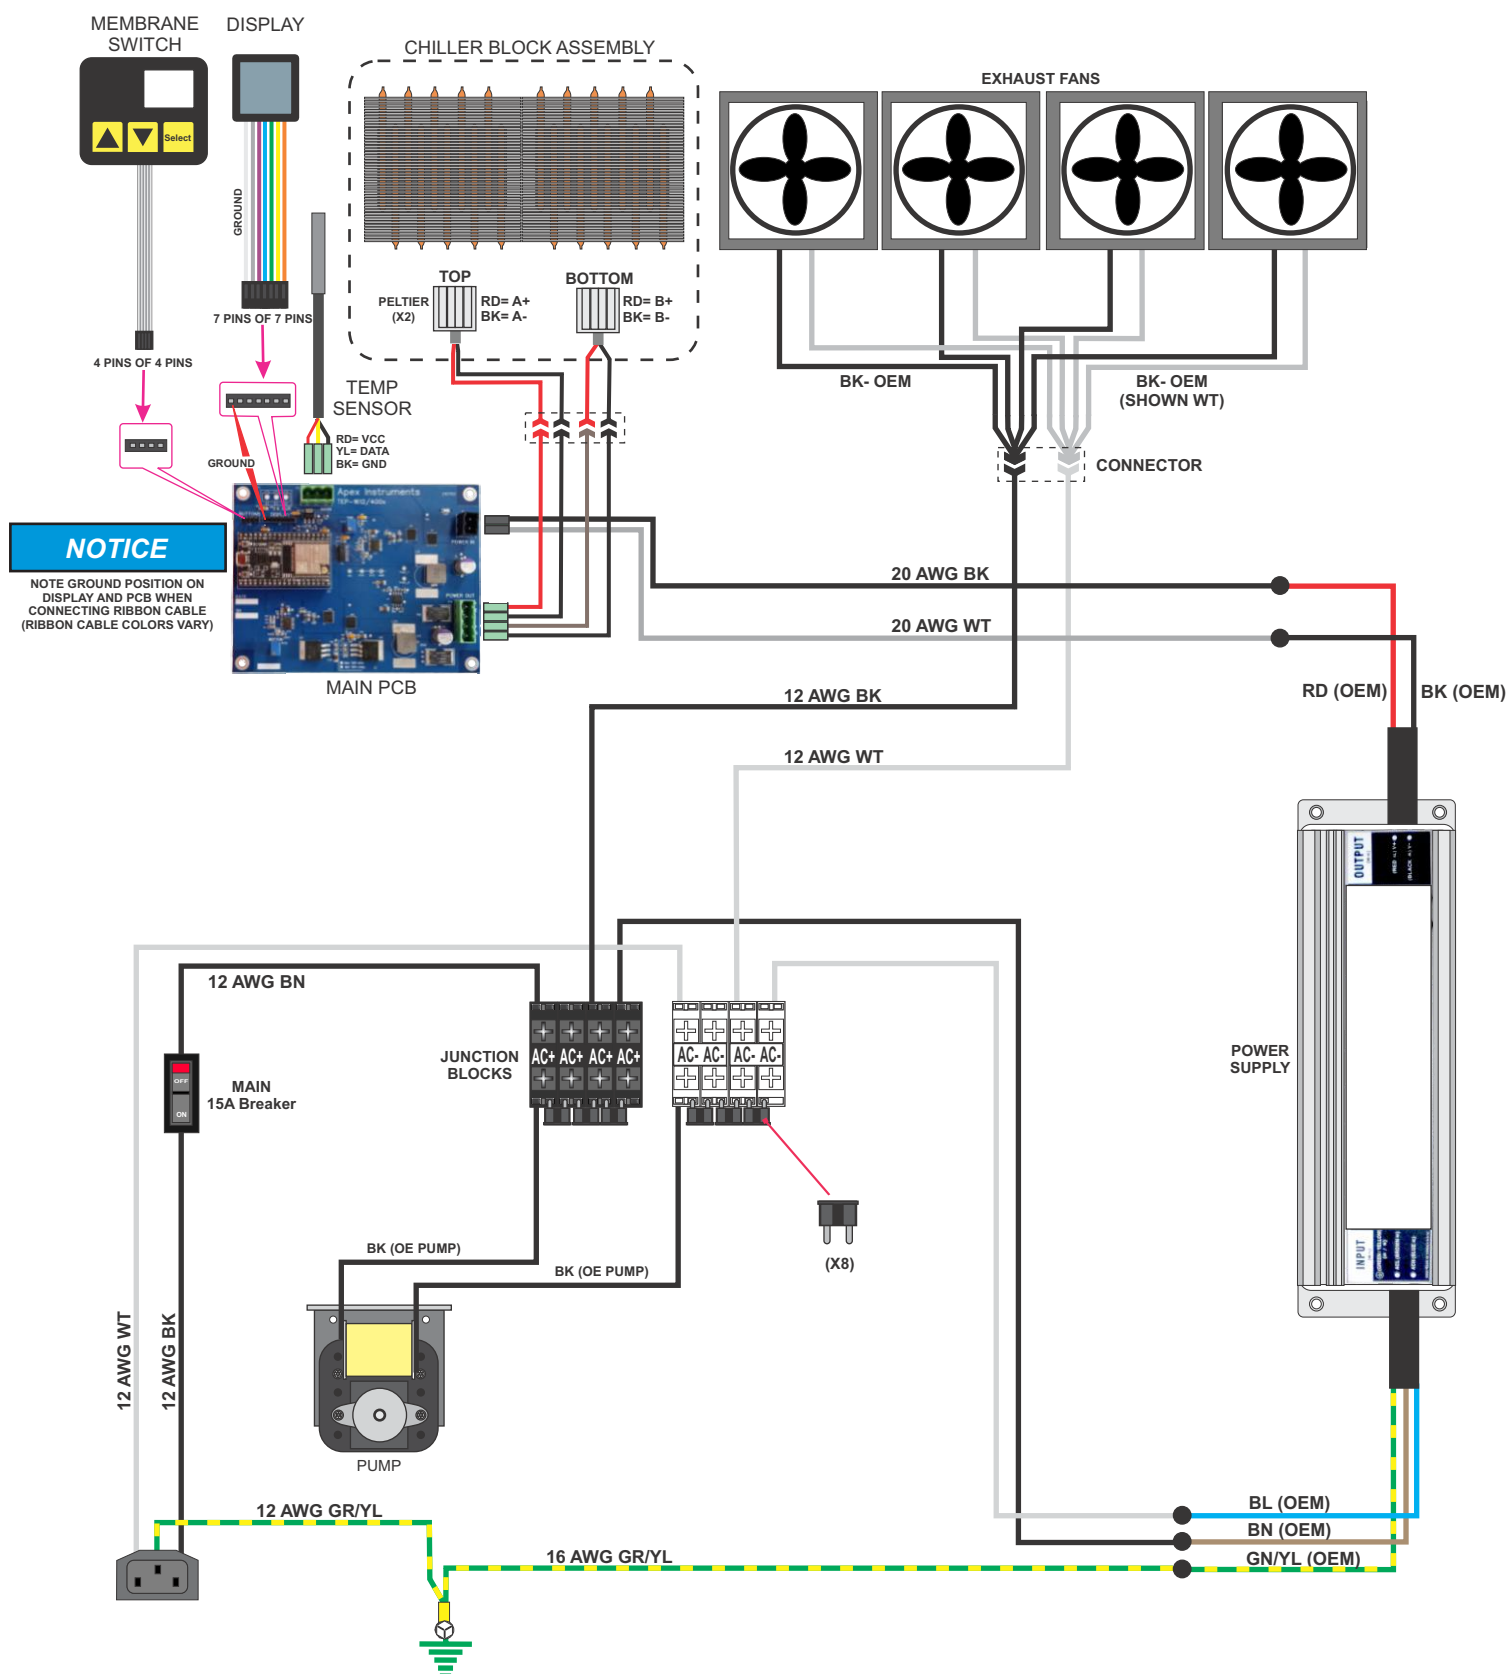 MEMBRANE
SWITCH
DISPLAY
CHILLER BLOCK ASSEMBLY
EXHAUST FANS
Select
GROUND
7 PINS OF 7 PINS
4 PINS OF 4 PINS
TOP
BOTTOM
PELTIER
(X2)
RD= A+
BK= A-
RD= B+
BK= B-
TEMP
SENSOR
RD= VCC
YL= DATA
BK= GND
GROUND
BK- OEM
BK- OEM
(SHOWN WT)
CONNECTOR
NOTICE
NOTE GROUND POSITION ON
DISPLAY AND PCB WHEN
CONNECTING RIBBON CABLE
(RIBBON CABLE COLORS VARY)
Apex Instruments
POWER IN
POWER OUT
MAIN PCB
20 AWG BK
20 AWG WT
RD (OEM)
BK (OEM)
12 AWG BK
12 AWG WT
OUTPUT
12 AWG BN
JUNCTION
BLOCKS
AC+ AC+ AC+ AC+
AC- AC- AC- AC-
OFF
ON
MAIN
15A Breaker
POWER
SUPPLY
(X8)
BK (OE PUMP)
BK (OE PUMP)
INPUT
12 AWG WT
12 AWG BK
PUMP
12 AWG GR/YL
16 AWG GR/YL
BL (OEM)
BN (OEM)
GN/YL (OEM)